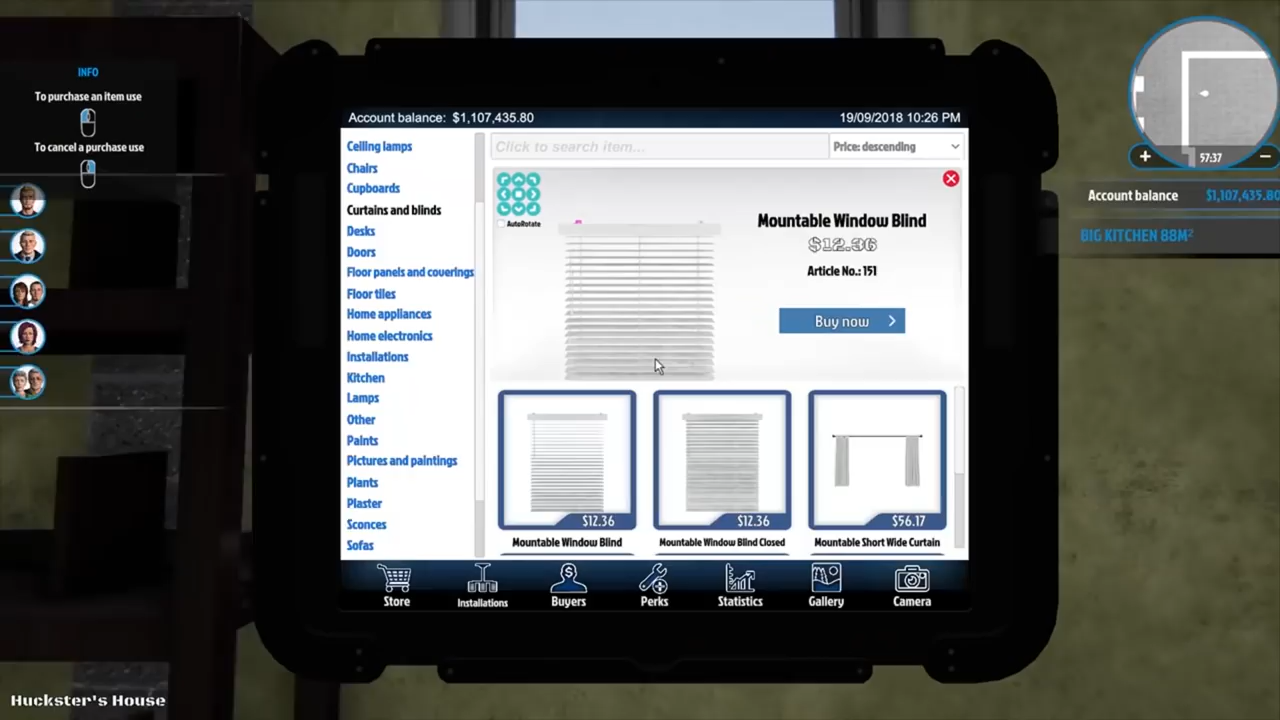 INFO
To purchase an item use
To cancel a purchase use
Account balance: $1,107,435.80
19/09/2018 10:26 PM
Ceiling lamps
Chairs
Cupboards
Curtains and blinds
Desks
Doors
Floor panels and coverings
Floor tiles
Home appliances
Home electronics
Installations
Kitchen
Lamps
Other
Paints
Pictures and paintings
Plants
Plaster
Sconces
Sofas
Click to search item...
Price: descending
AutoRotate
Mountable Window Blind
$12.36
Article No.: 151
Buy now
$12.36
Mountable Window Blind
$12.36
Mountable Window Blind Closed
$56.17
Mountable Short Wide Curtain
Store
Installations
Buyers
Perks
Statistics
Gallery
Camera
57:37
Account balance $1,107,435.80
BIG KITCHEN 88M²
Huckster's House